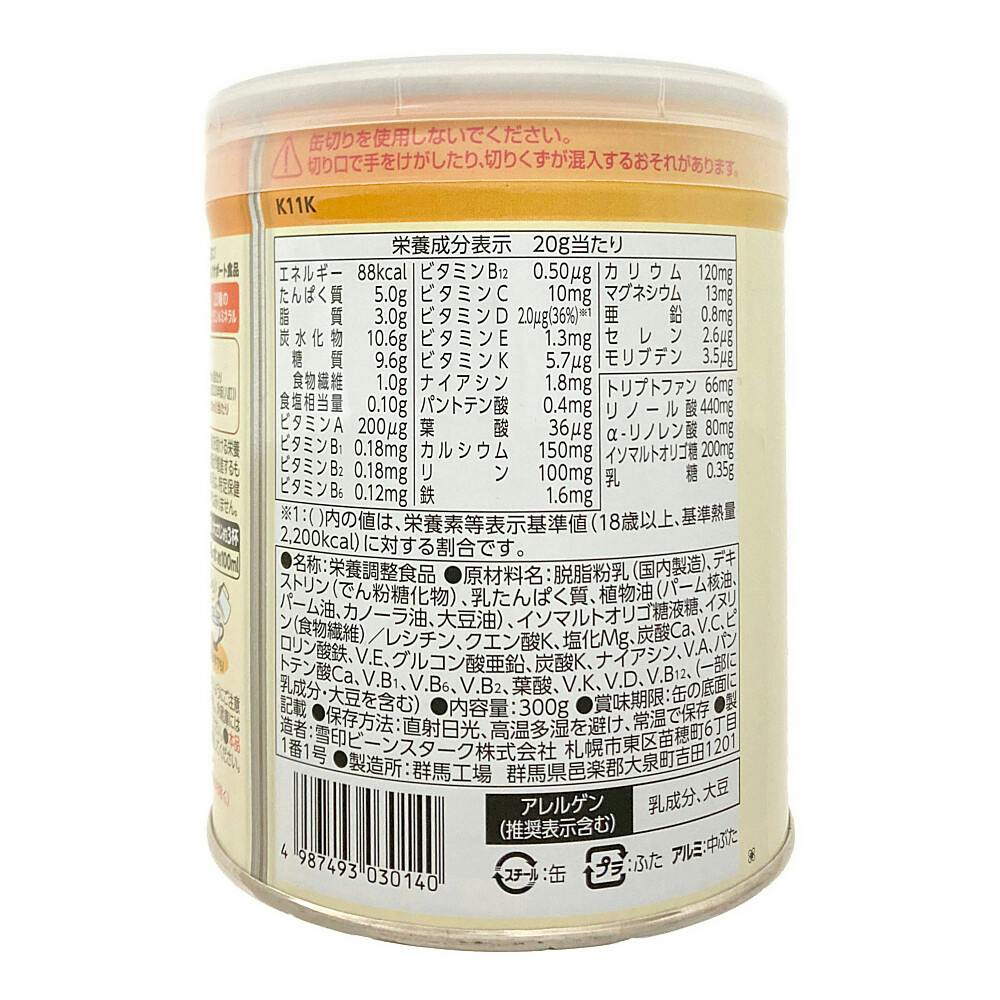 缶切りを使用しないでください。
切り口で手をけがしたり、切りくずが混入するおそれがあります。
K11K
栄養成分表示 20g当たり
エネルギー 88kcal
たんぱく質 5.0g
脂質 3.0g
炭水化物 10.6g
糖質 9.6g
食物繊維 1.0g
食塩相当量 0.10g
ビタミンA 200μg
ビタミンB1 0.18mg
ビタミンB2 0.18mg
ビタミンB6 0.12mg
ビタミンB12 0.50μg
ビタミンC 10mg
ビタミンD 2.0μg(36%)※1
ビタミンE 1.3mg
ビタミンK 5.7μg
ナイアシン 1.8mg
パントテン酸 0.4mg
葉酸 36μg
カルシウム 150mg
リン 100mg
鉄 1.6mg
カリウム 120mg
マグネシウム 13mg
亜鉛 0.8mg
セレン 2.6μg
モリブデン 3.5μg
トリプトファン 66mg
リノール酸 440mg
α-リノレン酸 80mg
イソマルトオリゴ糖 200mg
乳糖 0.35g
※1:( )内の値は、栄養素等表示基準値(18歳以上、基準熱量
2,200kcal)に対する割合です。
●名称:栄養調整食品 ●原材料名:脱脂粉乳(国内製造)、デキ
ストリン(でん粉糖化物)、乳たんぱく質、植物油(パーム核油、
パーム油、カノーラ油、大豆油)、イソマルトオリゴ糖液糖、イヌリ
ン(食物繊維)/レシチン、クエン酸K、塩化Mg、炭酸Ca、V.C、ピ
ロリン酸鉄、V.E、グルコン酸亜鉛、炭酸K、ナイアシン、V.A、パン
トテン酸Ca、V.B1、V.B6、V.B2、葉酸、V.K、V.D、V.B12、(一部に
乳成分・大豆を含む) ●内容量:300g ●賞味期限:缶の底面に
記載 ●保存方法:直射日光、高温多湿を避け、常温で保存 ●製
造者:雪印ビーンスターク株式会社 札幌市東区苗穂町6丁目
1番1号 ●製造所:群馬工場 群馬県邑楽郡大泉町吉田1201
アレルゲン
(推奨表示含む)
乳成分、大豆
4 987493 030140
スチール:缶
プラ:ふた
アルミ:中ぶた
サポート食品
約100ml